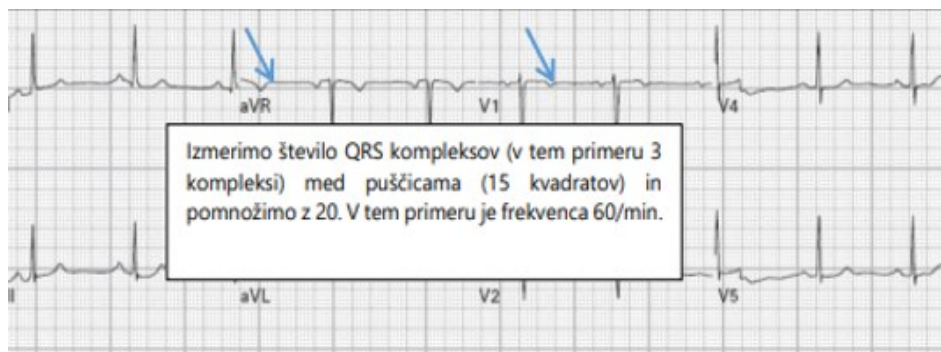 aVR
V1
V4
Izmerimo število QRS kompleksov (v tem primeru 3
kompleksi) med puščicama (15 kvadratov) in
pomnožimo z 20. V tem primeru je frekvenca 60/min.
aVL
V2
V5